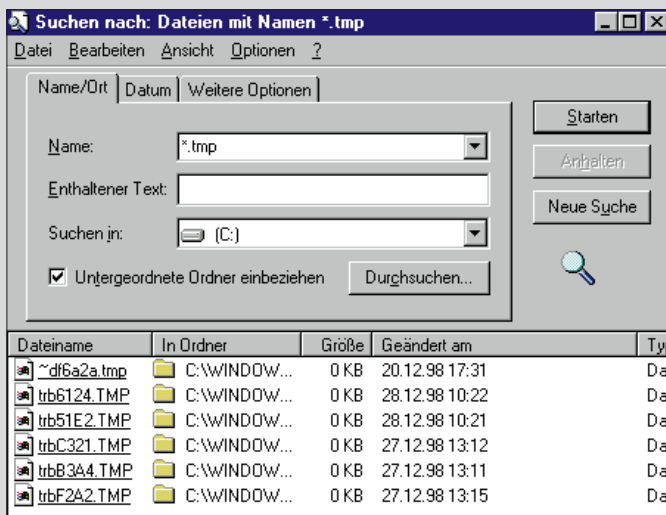 Suchen nach: Dateien mit Namen *.tmp
Datei Bearbeiten Ansicht Optionen ?
Name/Ort Datum Weitere Optionen
Starten
Name: *.tmp
Anhalten
Enthaltener Text:
Neue Suche
Suchen in: (C:)
Untergeordnete Ordner einbeziehen Durchsuchen...
Dateiname In Ordner Größe Geändert am Typ
~df6a2a.tmp C:\WINDOW... 0 KB 20.12.98 17:31 Da
trb6124.TMP C:\WINDOW... 0 KB 28.12.98 10:22 Da
trb51E2.TMP C:\WINDOW... 0 KB 28.12.98 10:21 Da
trbC321.TMP C:\WINDOW... 0 KB 27.12.98 13:12 Da
trbB3A4.TMP C:\WINDOW... 0 KB 27.12.98 13:11 Da
trbF2A2.TMP C:\WINDOW... 0 KB 27.12.98 13:15 Da